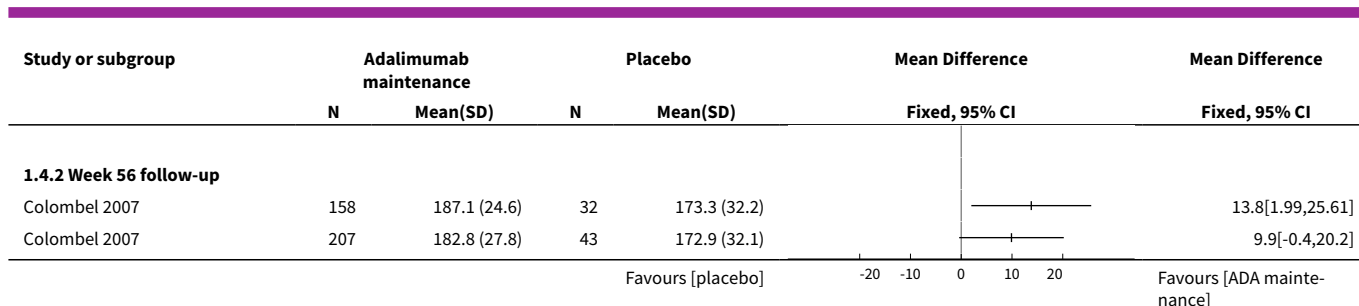 Study or subgroup Adalimumab maintenance Placebo Mean Difference Mean Difference
N Mean(SD) N Mean(SD) Fixed, 95% CI Fixed, 95% CI
1.4.2 Week 56 follow-up
Colombel 2007 158 187.1 (24.6) 32 173.3 (32.2) 13.8[1.99,25.61]
Colombel 2007 207 182.8 (27.8) 43 172.9 (32.1) 9.9[-0.4,20.2]
Favours [placebo] -20 -10 0 10 20 Favours [ADA mainte-
nance]